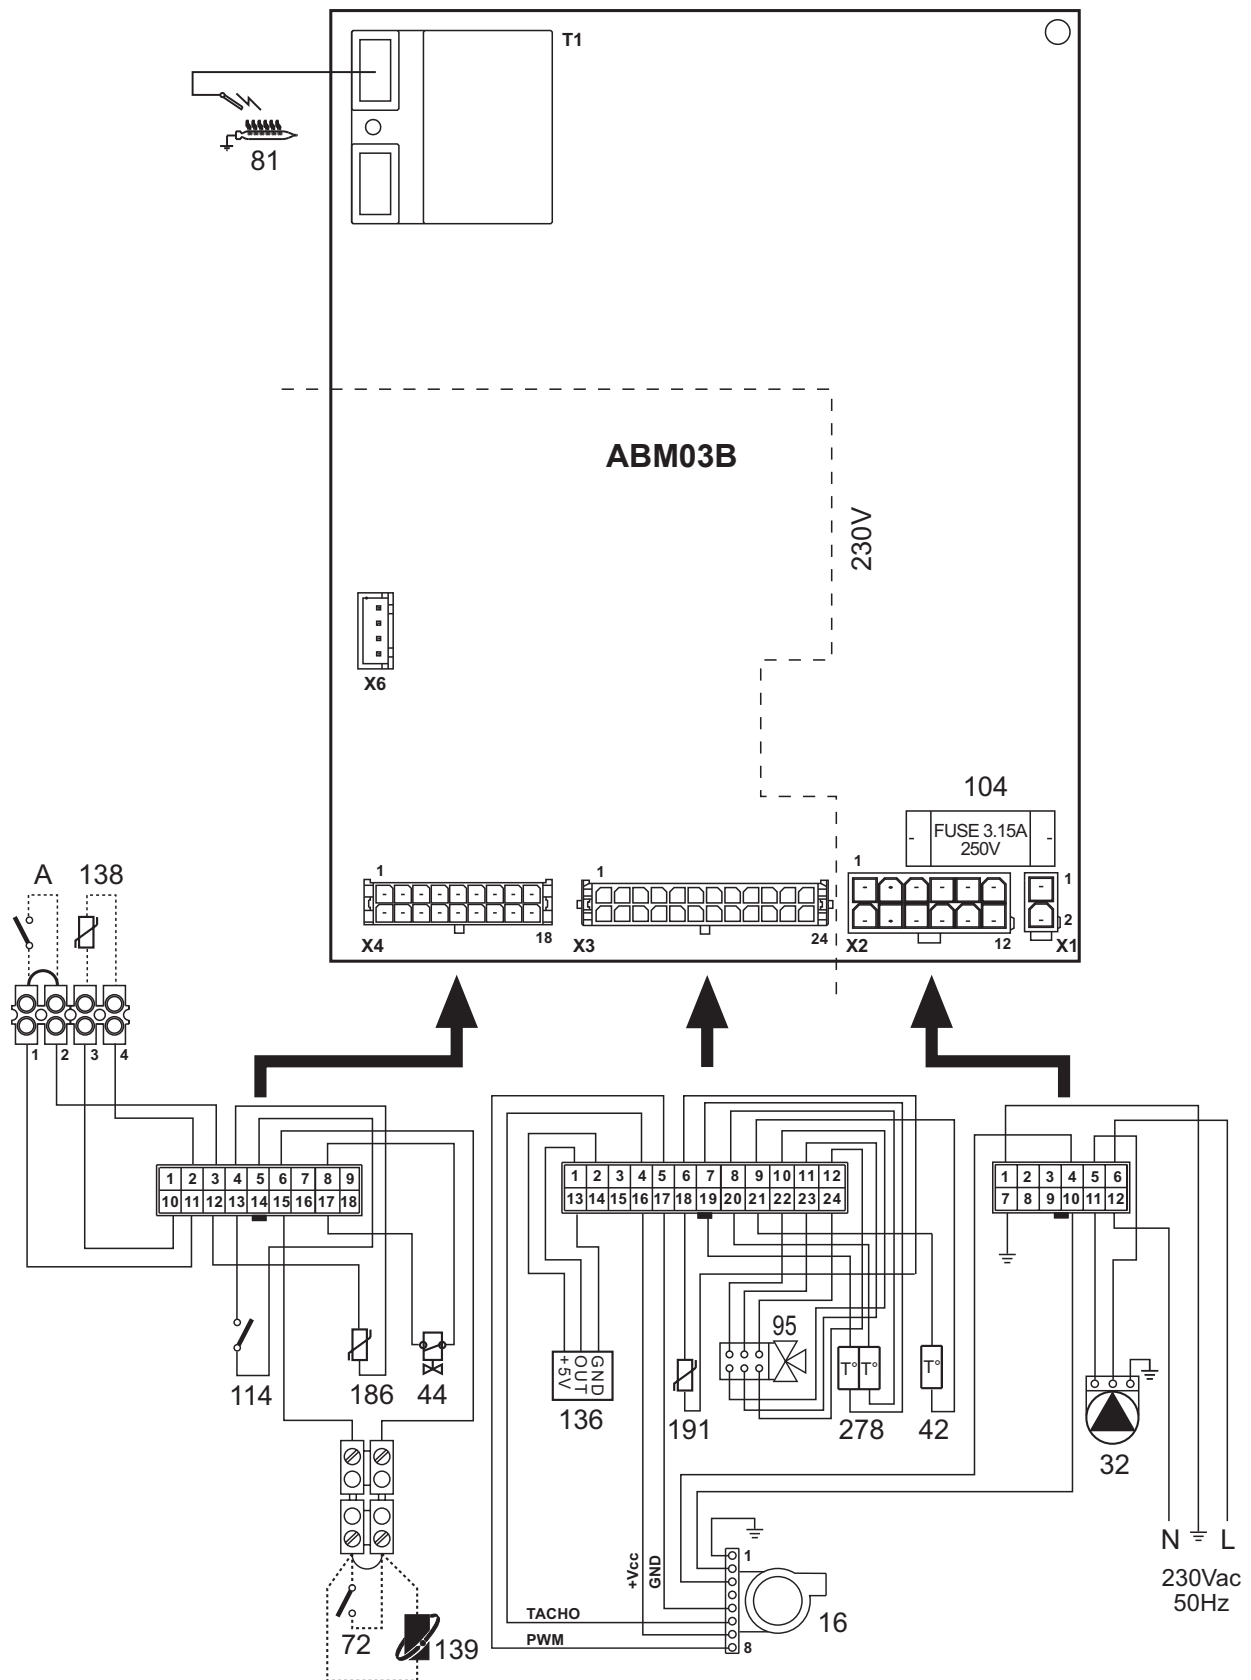 T1
81
ABM03B
230V
X6
104
FUSE 3.15A
250V
1
1
1
1
2
18
24
12
X4
X3
X2
X1
A
138
1
2
3
4
1 2 3 4 5 6 7 8 9
10 11 12 13 14 15 16 17 18
1 2 3 4 5 6 7 8 9 10 11 12
13 14 15 16 17 18 19 20 21 22 23 24
1 2 3 4 5 6
7 8 9 10 11 12
114
186
44
+5V
OUT
GND
136
191
95
T°
T°
278
T°
42
32
72
139
+Vcc
GND
TACHO
PWM
1
8
16
N
L
230Vac
50Hz